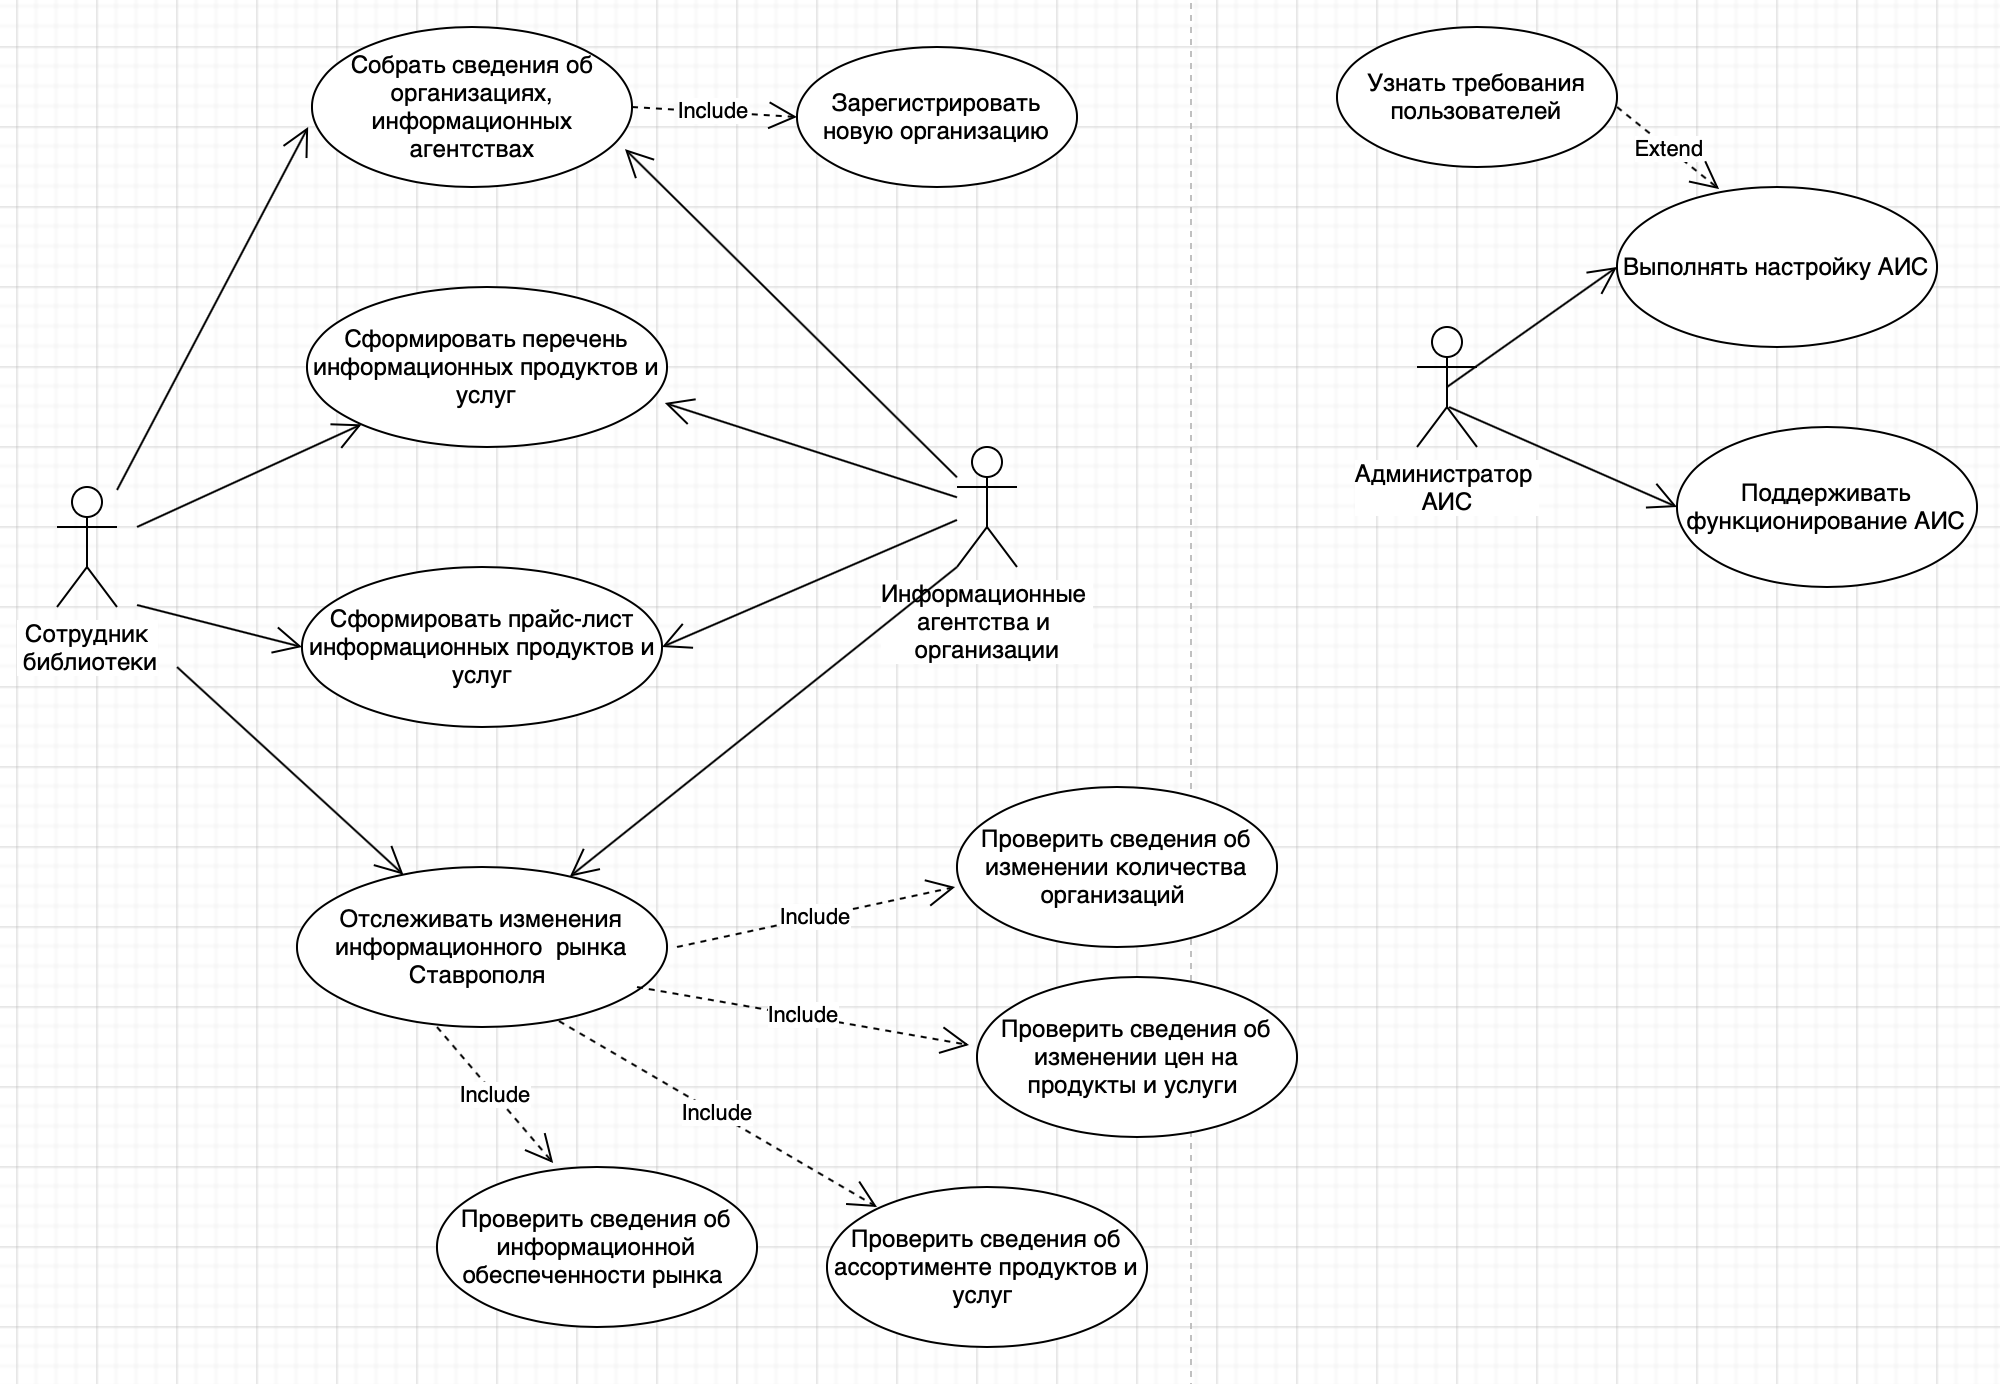 Собрать сведения об
организациях,
информационных
агентствах
Include
Зарегистрировать
новую организацию
Узнать требования
пользователей
Extend
Выполнять настройку АИС
Сформировать перечень
информационных продуктов и
услуг
Администратор
АИС
Поддерживать
функционирование АИС
Сотрудник
библиотеки
Сформировать прайс-лист
информационных продуктов и
услуг
Информационные
агентства и
организации
Отслеживать изменения
информационного рынка
Ставрополя
Include
Проверить сведения об
изменении количества
организаций
Include
Проверить сведения об
изменении цен на
продукты и услуги
Include
Проверить сведения об
информационной
обеспеченности рынка
Include
Проверить сведения об
ассортименте продуктов и
услуг